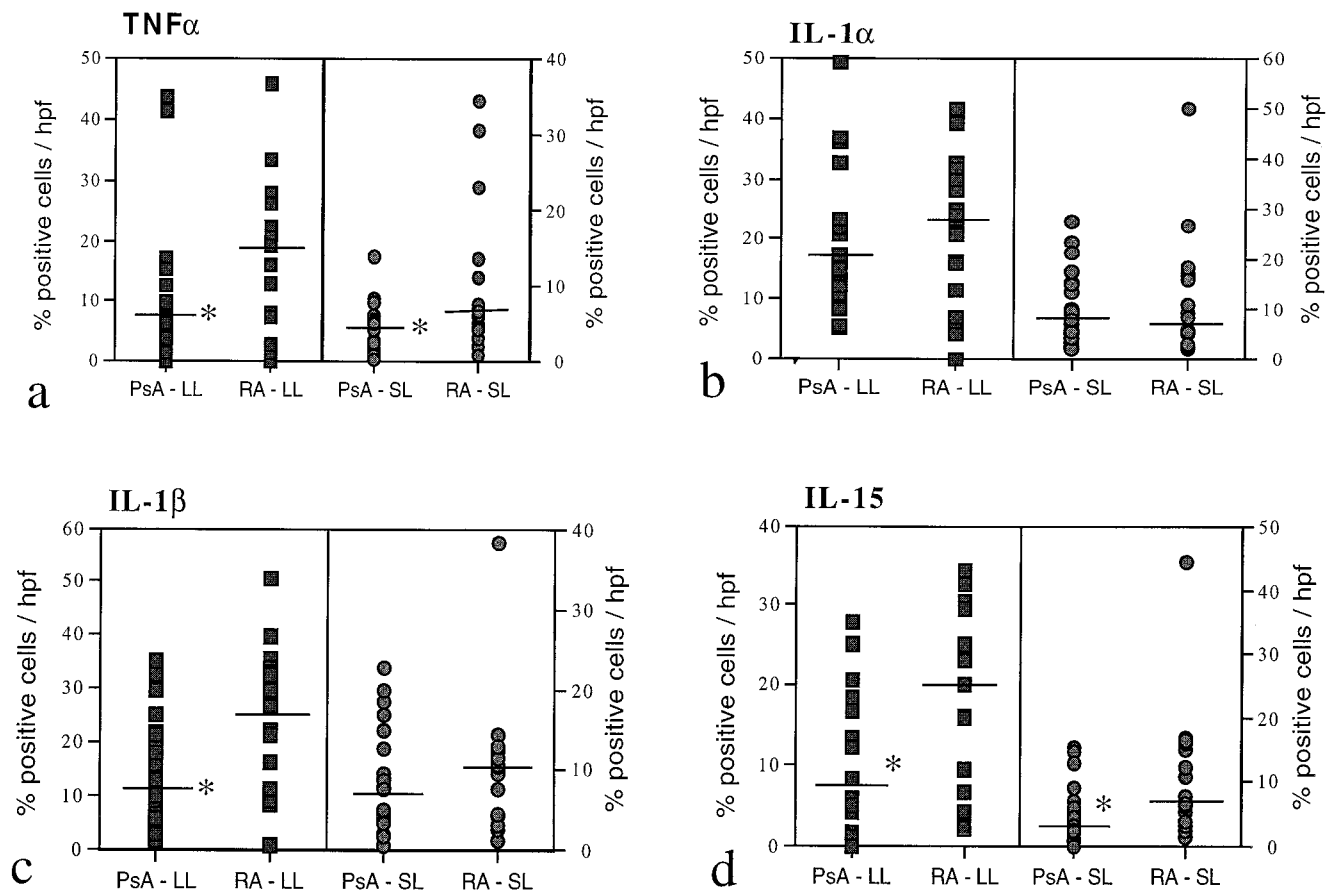 TNFα
50
40
30
20
10
0
% positive cells / hpf
40
30
20
10
0
% positive cells / hpf
*
*
PsA - LL RA - LL PsA - SL RA - SL
a
IL-1α
50
40
30
20
10
0
% positive cells / hpf
60
50
40
30
20
10
0
% positive cells / hpf
PsA - LL RA - LL PsA - SL RA - SL
b
IL-1β
60
50
40
30
20
10
0
% positive cells / hpf
40
30
20
10
0
% positive cells / hpf
*
PsA - LL RA - LL PsA - SL RA - SL
c
IL-15
40
30
20
10
0
% positive cells / hpf
50
40
30
20
10
0
% positive cells / hpf
*
*
PsA - LL RA - LL PsA - SL RA - SL
d